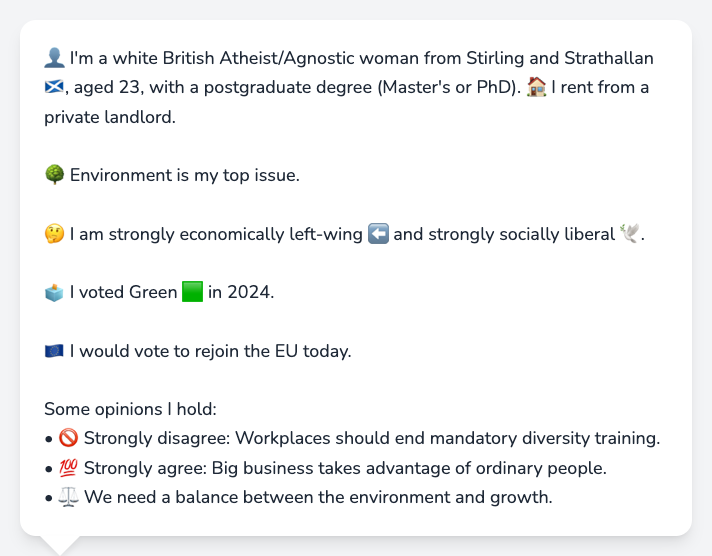 👤 I'm a white British Atheist/Agnostic woman from Stirling and Strathallan
🏴󠁧󠁢󠁳󠁣󠁴󠁿, aged 23, with a postgraduate degree (Master's or PhD). 🏠 I rent from a
private landlord.
🌳 Environment is my top issue.
🤔 I am strongly economically left-wing ⬅️ and strongly socially liberal 🕊️.
🗳️ I voted Green 🟩 in 2024.
🇪🇺 I would vote to rejoin the EU today.
Some opinions I hold:
• 🚫 Strongly disagree: Workplaces should end mandatory diversity training.
• 💯 Strongly agree: Big business takes advantage of ordinary people.
• ⚖️ We need a balance between the environment and growth.